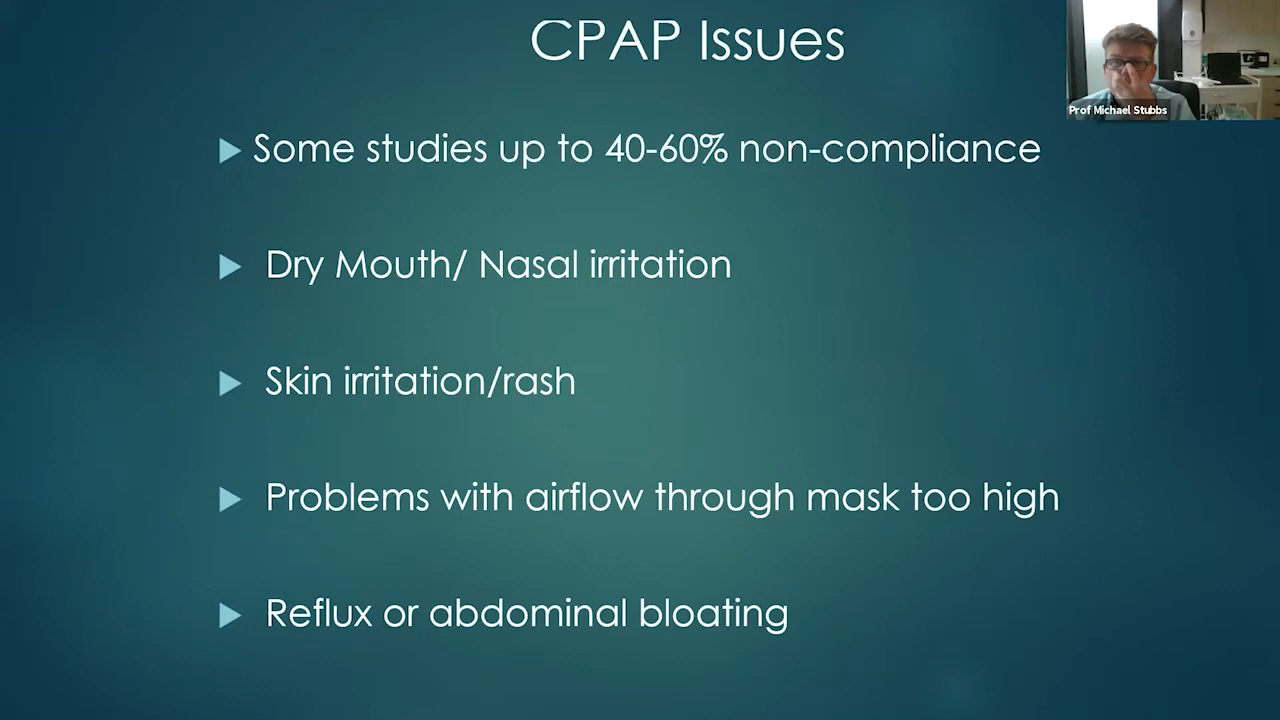 CPAP Issues
Prof Michael Stubbs
Some studies up to 40-60% non-compliance
Dry Mouth/ Nasal irritation
Skin irritation/rash
Problems with airflow through mask too high
Reflux or abdominal bloating